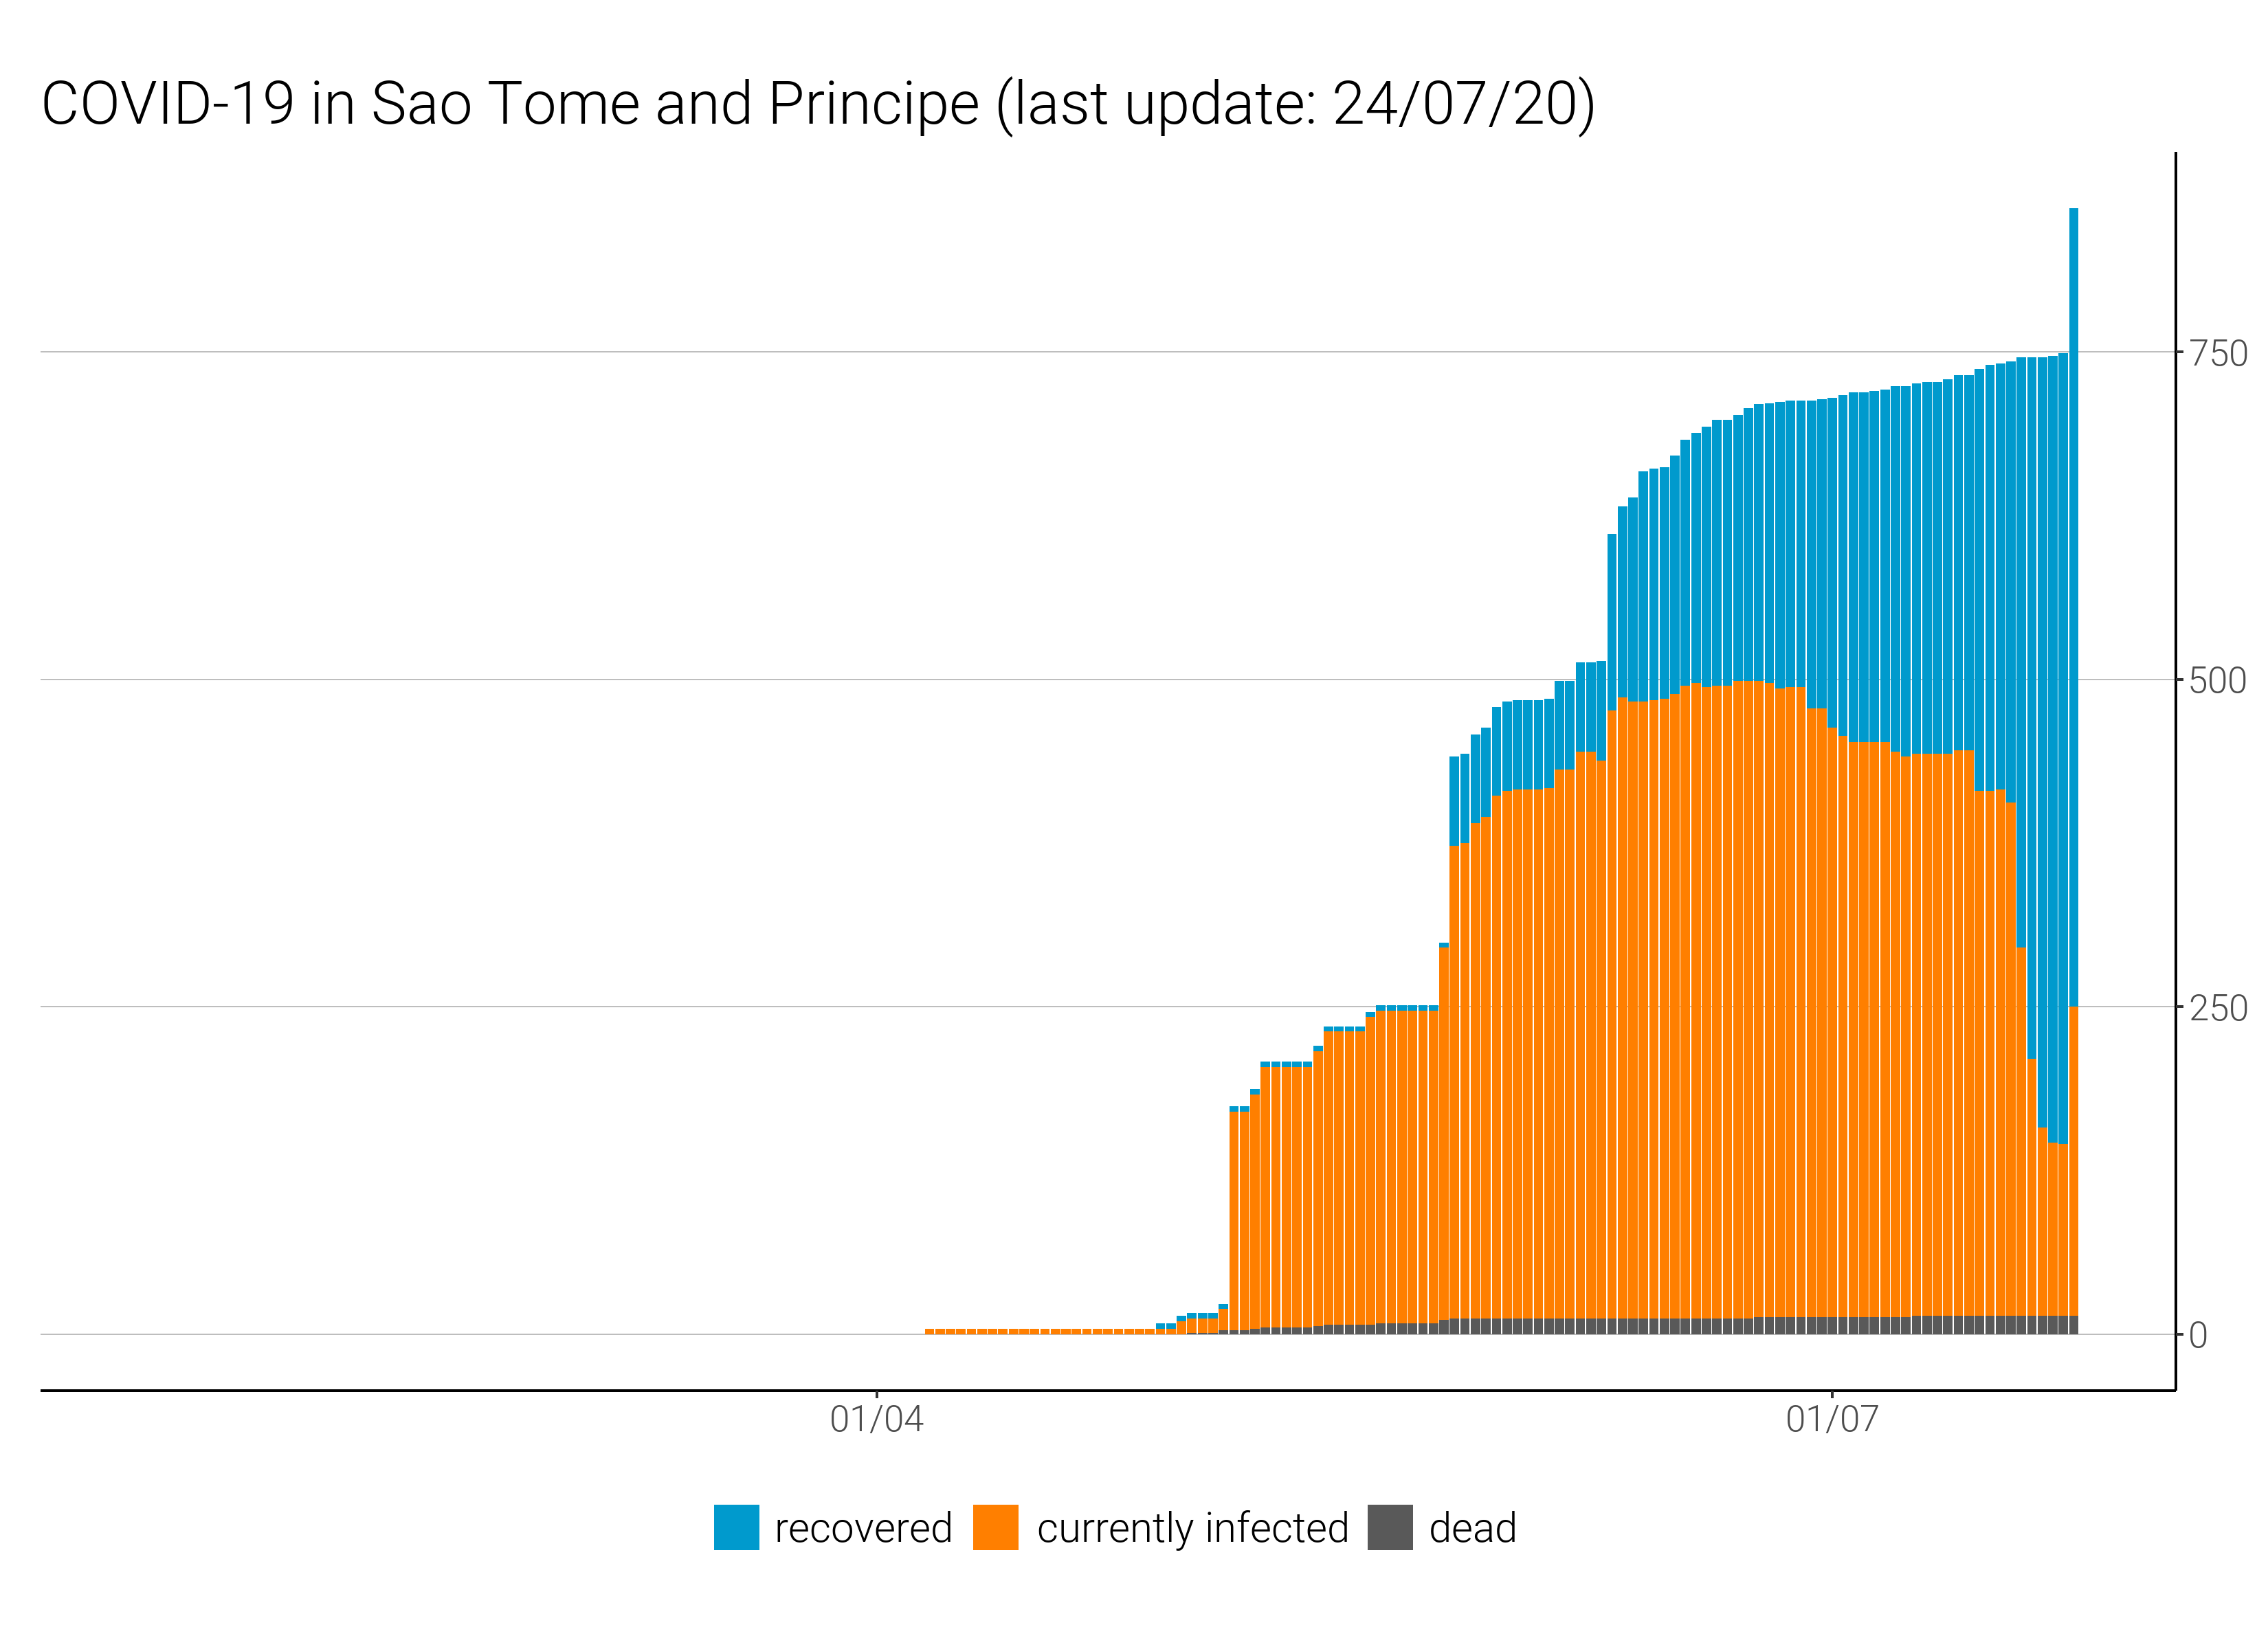 COVID-19 in Sao Tome and Principe (last update: 24/07/20)
750
500
250
0
01/04 01/07
recovered currently infected dead